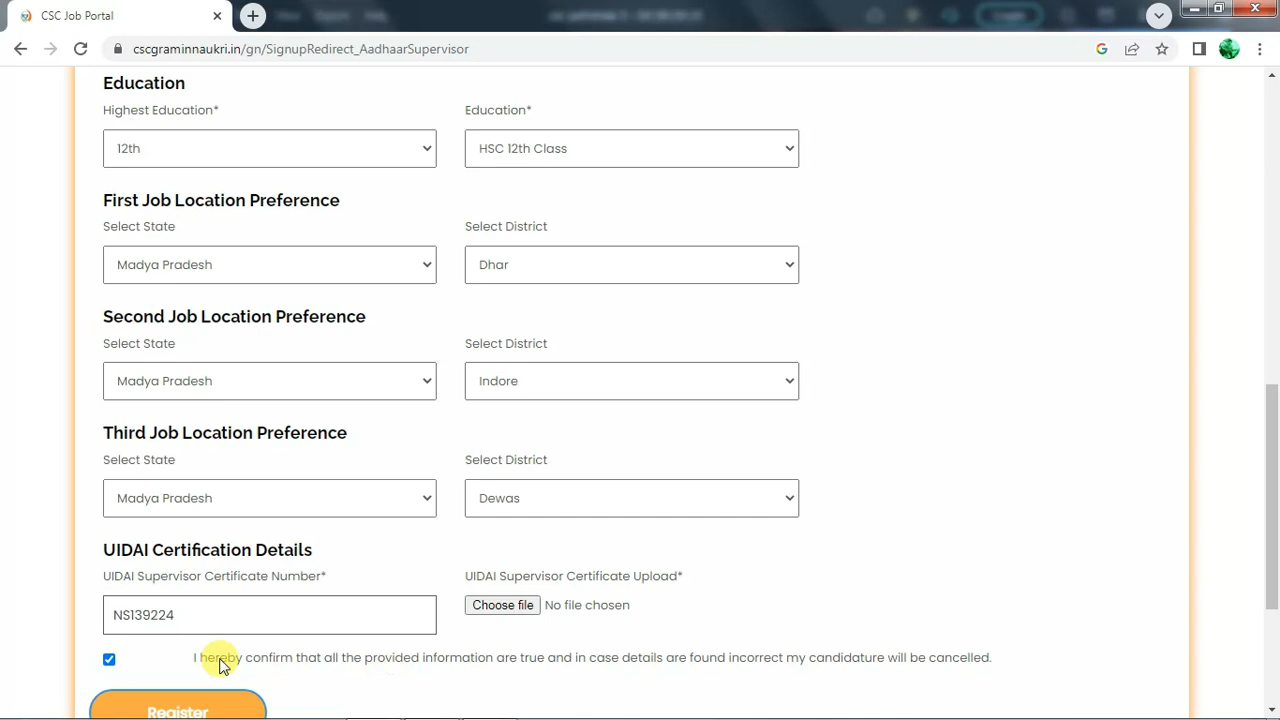 CSC Job Portal
cscgraminnaukri.in/gn/SignupRedirect_AadhaarSupervisor
Education
Highest Education*
Education*
12th
HSC 12th Class
First Job Location Preference
Select State
Select District
Madya Pradesh
Dhar
Second Job Location Preference
Select State
Select District
Madya Pradesh
Indore
Third Job Location Preference
Select State
Select District
Madya Pradesh
Dewas
UIDAI Certification Details
UIDAI Supervisor Certificate Number*
UIDAI Supervisor Certificate Upload*
NS139224
Choose file No file chosen
I hereby confirm that all the provided information are true and in case details are found incorrect my candidature will be cancelled.
Register